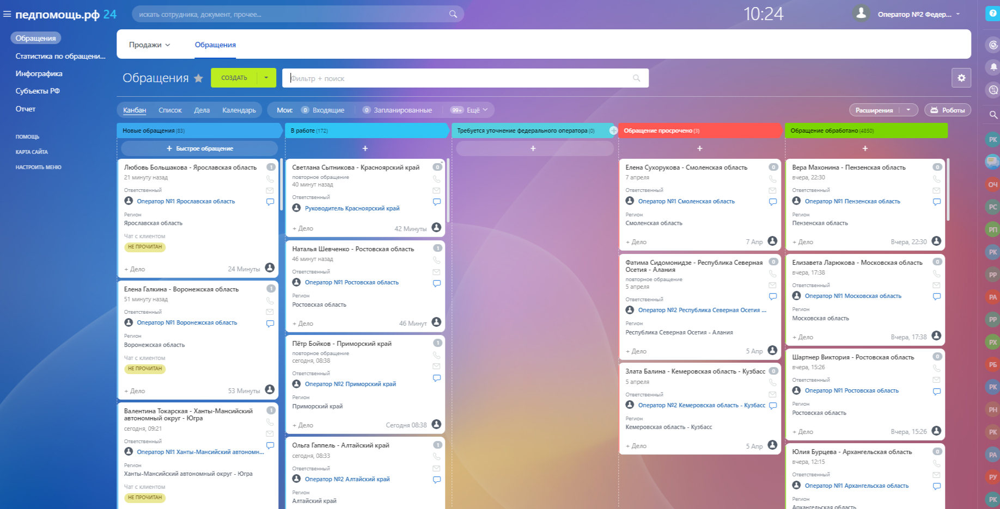 педпомощь.рф 24
искать сотрудника, документ, прочее...
10:24
Оператор №2 Федер...
Обращения
Статистика по обращени...
Инфографика
Субъекты РФ
Отчет
ПОМОЩЬ
КАРТА САЙТА
НАСТРОИТЬ МЕНЮ
Продажи
Обращения
Обращения
СОЗДАТЬ
Фильтр + поиск
Канбан
Список
Дела
Календарь
Мои:
0 Входящие
0 Запланированные
99+ Ещё
Расширения
Роботы
Новые обращения (83)
+ Быстрое обращение
Любовь Большакова - Ярославская область
1
21 минуту назад
Ответственный
Оператор №1 Ярославская область
Регион
Ярославская область
Чат с клиентом
НЕ ПРОЧИТАН
+ Дело
24 Минуты
Елена Галкина - Воронежская область
1
51 минуту назад
Ответственный
Оператор №1 Воронежская область
Регион
Воронежская область
Чат с клиентом
НЕ ПРОЧИТАН
+ Дело
53 Минуты
Валентина Токарская - Ханты-Мансийский
автономный округ - Югра
1
сегодня, 09:21
Ответственный
Оператор №1 Ханты-Мансийский автономн...
Регион
Ханты-Мансийский автономный округ - Югра
Чат с клиентом
НЕ ПРОЧИТАН
В работе (172)
+
Светлана Сытникова - Красноярский край
0
повторное обращение
40 минут назад
Ответственный
Руководитель Красноярский край
+ Дело
42 Минуты
Наталья Шевченко - Ростовская область
1
46 минут назад
Ответственный
Оператор №1 Ростовская область
Регион
Ростовская область
+ Дело
46 Минут
Пётр Бойков - Приморский край
1
повторное обращение
сегодня, 08:38
Ответственный
Оператор №2 Приморский край
Регион
Приморский край
+ Дело
Сегодня 08:38
Ольга Гаппель - Алтайский край
1
сегодня, 08:33
Ответственный
Оператор №2 Алтайский край
Регион
Алтайский край
Требуется уточнение федерального оператора (0)
+
Обращение просрочено (3)
+
Елена Сухорукова - Смоленская область
0
7 апреля
Ответственный
Оператор №1 Смоленская область
Регион
Смоленская область
+ Дело
7 Апр
Фатима Сидомонидзе - Республика Северная
Осетия - Алания
0
повторное обращение
5 апреля
Ответственный
Оператор №2 Республика Северная Осетия ...
Регион
Республика Северная Осетия - Алания
+ Дело
5 Апр
Злата Балина - Кемеровская область - Кузбасс
0
5 апреля
Ответственный
Оператор №2 Кемеровская область - Кузбасс
Регион
Кемеровская область - Кузбасс
+ Дело
5 Апр
Обращение обработано (4850)
+
Вера Махонина - Пензенская область
0
вчера, 22:30
Ответственный
Оператор №1 Пензенская область
Регион
Пензенская область
+ Дело
Вчера, 22:30
Елизавета Ларюкова - Московская область
0
вчера, 17:38
Ответственный
Оператор №1 Московская область
Регион
Московская область
+ Дело
Вчера, 17:38
Шартнер Виктория - Ростовская область
0
вчера, 15:26
Ответственный
Оператор №1 Ростовская область
Регион
Ростовская область
+ Дело
Вчера, 15:26
Юлия Бурцева - Архангельская область
0
вчера, 12:15
Ответственный
Оператор №1 Архангельская область
Регион
Архангельская область
?
РК
ОЧ
РС
РП
РК
РР
РА
РР
РХ
РБ
РК
РН
РК
РА
РУ
РК